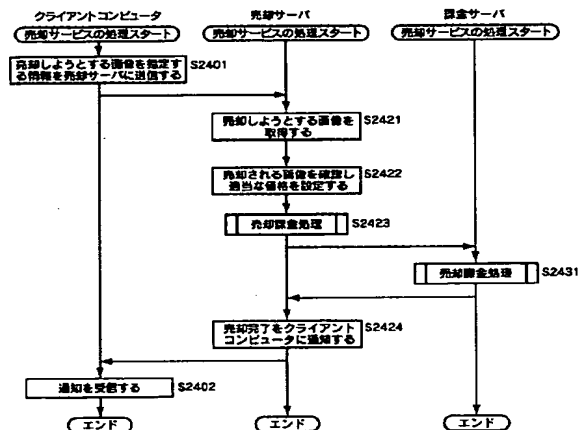 クライアントコンピュータ
売却サーバ
課金サーバ
売却サービスの処理スタート
売却サービスの処理スタート
売却サービスの処理スタート
売却しようとする画像を指定す
る情報を売却サーバに送信する
S2401
売却しようとする画像を
取得する
S2421
売却される画像を確認し
適当な価格を設定する
S2422
売却課金処理
S2423
売却課金処理
S2431
売却完了をクライアント
コンピュータに通知する
S2424
通知を受信する
S2402
エンド
エンド
エンド